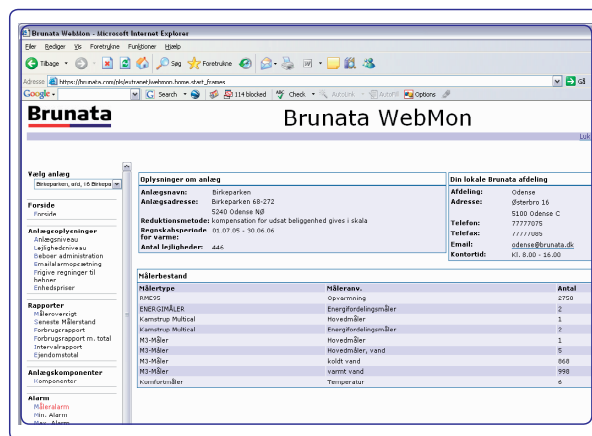 Brunata WebMon - Microsoft Internet Explorer
Filer Rediger Vis Foretrukne Funktioner Hjælp
Tilbage Søg Foretrukne
Adresse https://brunata.com/pls/extranet/webmon.home.start_frames Gå
Google Search 114 blocked Check AutoLink AutoFill Options
Brunata
Brunata WebMon
Luk
Vælg anlæg
Birkeparken, afd, 16 Birkepa
Forside
Forside
Anlægsoplysninger
Anlægsniveau
Lejlighedsniveau
Beboer administration
Emailalarmopsætning
Frigive regninger til
beboer
Enhedspriser
Rapporter
Måleroversigt
Seneste Målerstand
Forbrugsrapport
Forbrugsrapport m. total
Intervalrapport
Ejendomstotal
Anlægskomponenter
Komponenter
Alarm
Måleralarm
Min. Alarm
Max. Alarm
Oplysninger om anlæg
Anlægsnavn: Birkeparken
Anlægsadresse: Birkeparken 68-272
5240 Odense NØ
Reduktionsmetode: kompensation for udsat beliggenhed gives i skala
Regnskabsperiode 01.07.05 - 30.06.06
for varme:
Antal lejligheder: 446
Din lokale Brunata afdeling
Afdeling: Odense
Adresse: Østerbro 16
5100 Odense C
Telefon: 77777075
Telefax: 77777085
Email: odense@brunata.dk
Kontortid: Kl. 8.00 - 16.00
Målerbestand
Målertype Måleranv. Antal
RME95 Opvarmning 2750
ENERGIMÅLER Energifordelingsmåler 2
Kamstrup Multical Hovedmåler 1
Kamstrup Multical Energifordelingsmåler 2
M3-Måler Hovedmåler 1
M3-Måler Hovedmåler, vand 5
M3-Måler koldt vand 868
M3-Måler varmt vand 998
Komfortmåler Temperatur 6